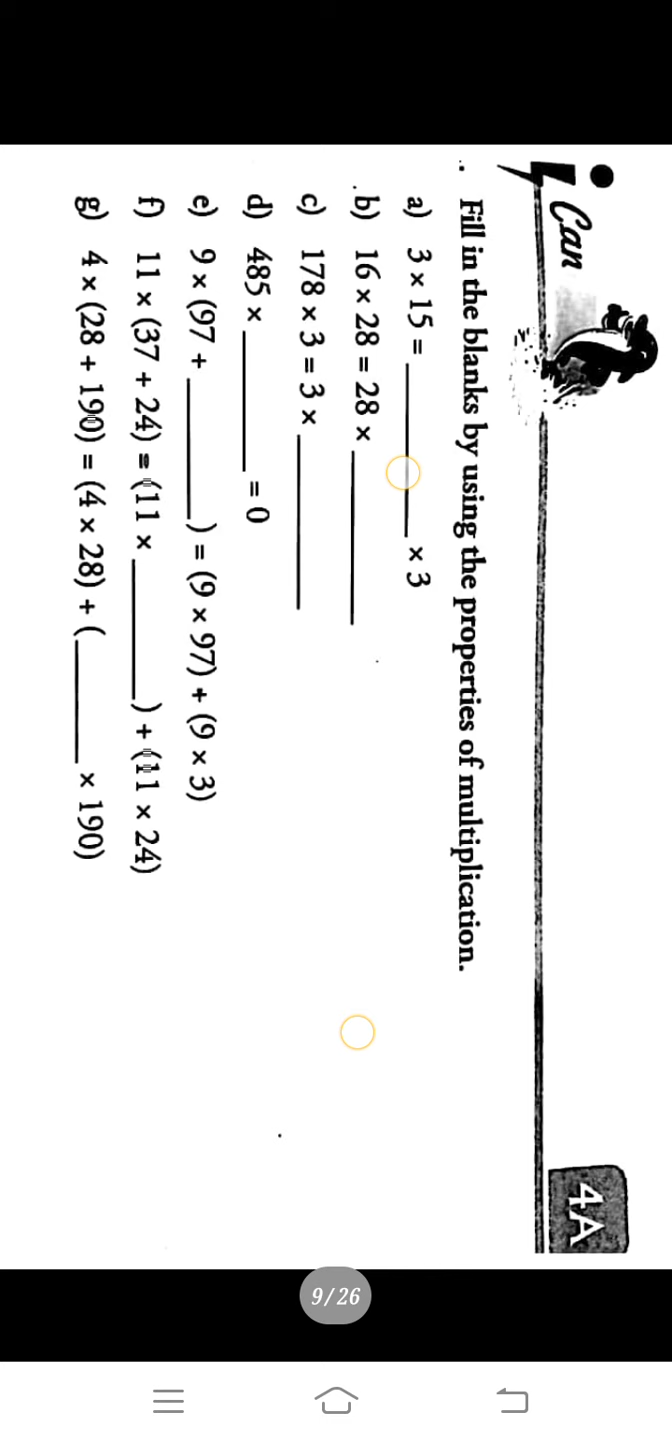 i Can
4A
Fill in the blanks by using the properties of multiplication.
a) 3 × 15 = ________ × 3
b) 16 × 28 = 28 × ________
c) 178 × 3 = 3 × ________
d) 485 × ________ = 0
e) 9 × (97 + ________) = (9 × 97) + (9 × 3)
f) 11 × (37 + 24) = (11 × ________) + (11 × 24)
g) 4 × (28 + 190) = (4 × 28) + (________ × 190)
9/26